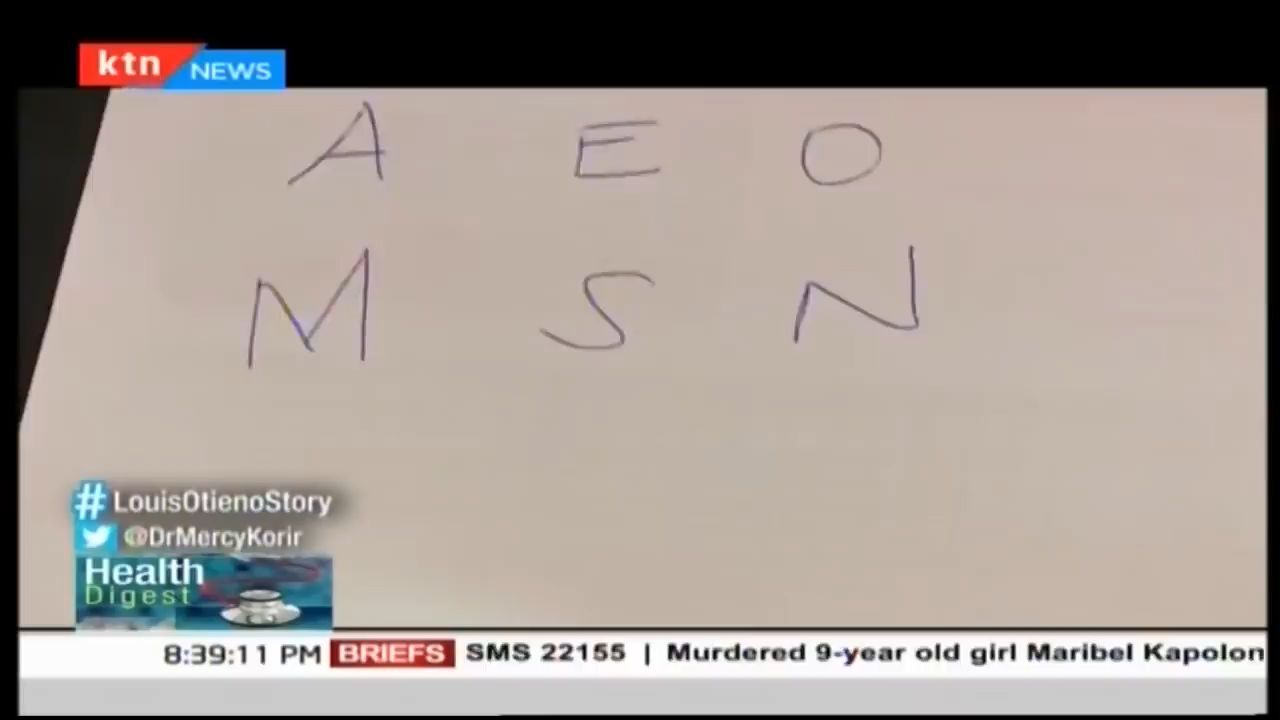 ktn NEWS
A E O
M S N
# LouisOtienoStory
@DrMercyKorir
Health
Digest
8:39:11 PM BRIEFS SMS 22155 | Murdered 9-year old girl Maribel Kapolon